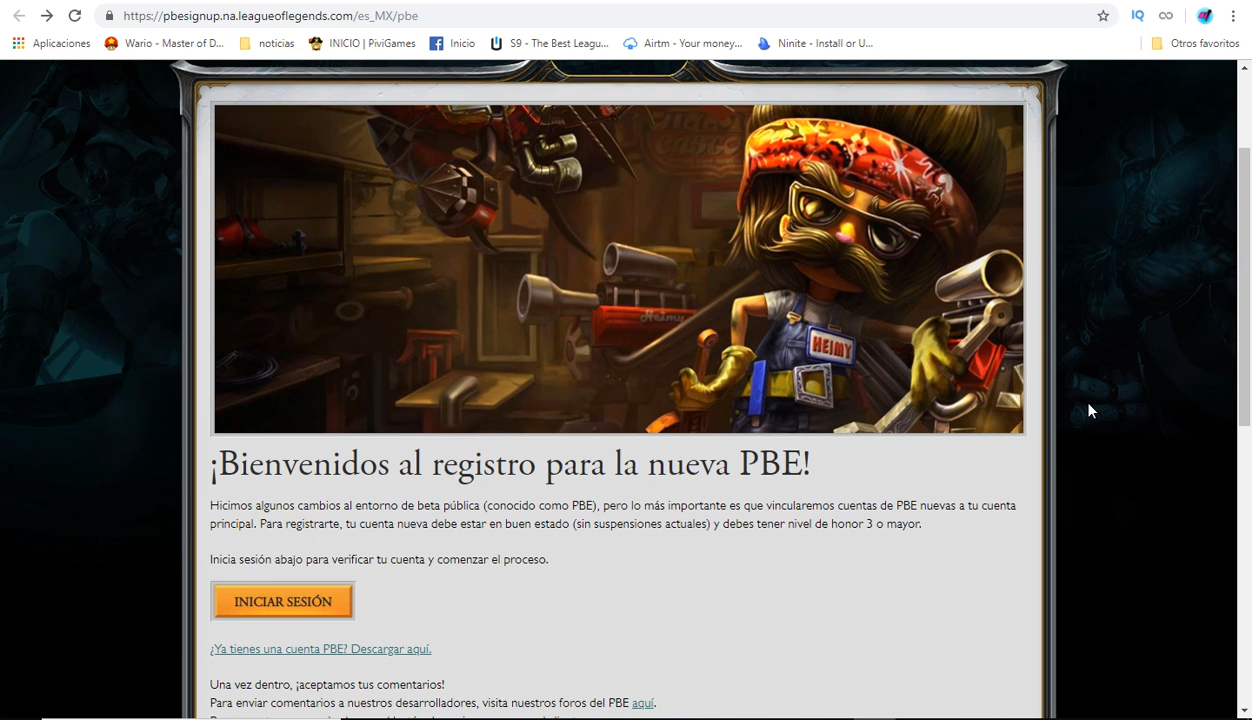 https://pbesignup.na.leagueoflegends.com/es_MX/pbe
IQ
Aplicaciones Wario - Master of D... noticias INICIO | PiviGames Inicio S9 - The Best Leagu... Airtm - Your money... Ninite - Install or U... Otros favoritos
Heimy
HEIMY
¡Bienvenidos al registro para la nueva PBE!
Hicimos algunos cambios al entorno de beta pública (conocido como PBE), pero lo más importante es que vincularemos cuentas de PBE nuevas a tu cuenta
principal. Para registrarte, tu cuenta nueva debe estar en buen estado (sin suspensiones actuales) y debes tener nivel de honor 3 o mayor.
Inicia sesión abajo para verificar tu cuenta y comenzar el proceso.
INICIAR SESIÓN
¿Ya tienes una cuenta PBE? Descargar aquí.
Una vez dentro, ¡aceptamos tus comentarios!
Para enviar comentarios a nuestros desarrolladores, visita nuestros foros del PBE aquí.